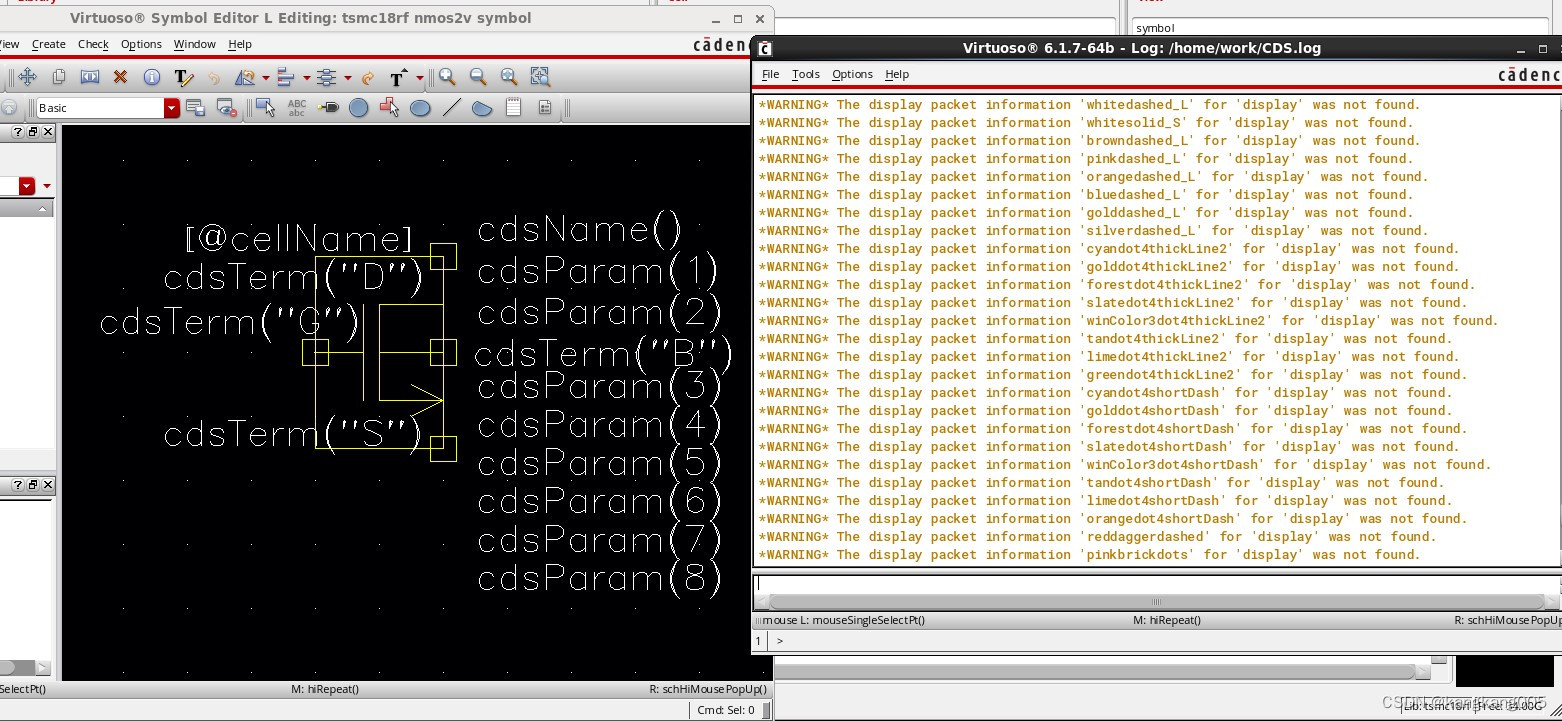 Library
Virtuoso® Symbol Editor L Editing: tsmc18rf nmos2v symbol
View
symbol
View Create Check Options Window Help
cādenc
Basic
ABC
abc
[@cellName]
cdsTerm("D")
cdsTerm("G")
cdsTerm("S")
cdsName()
cdsParam(1)
cdsParam(2)
cdsTerm("B")
cdsParam(3)
cdsParam(4)
cdsParam(5)
cdsParam(6)
cdsParam(7)
cdsParam(8)
SelectPt() M: hiRepeat() R: schHiMousePopUp()
Cmd: Sel: 0
Virtuoso® 6.1.7-64b - Log: /home/work/CDS.log
File Tools Options Help
cādenc
*WARNING* The display packet information 'whitedashed_L' for 'display' was not found.
*WARNING* The display packet information 'whitesolid_S' for 'display' was not found.
*WARNING* The display packet information 'browndashed_L' for 'display' was not found.
*WARNING* The display packet information 'pinkdashed_L' for 'display' was not found.
*WARNING* The display packet information 'orangedashed_L' for 'display' was not found.
*WARNING* The display packet information 'bluedashed_L' for 'display' was not found.
*WARNING* The display packet information 'golddashed_L' for 'display' was not found.
*WARNING* The display packet information 'silverdashed_L' for 'display' was not found.
*WARNING* The display packet information 'cyandot4thickLine2' for 'display' was not found.
*WARNING* The display packet information 'golddot4thickLine2' for 'display' was not found.
*WARNING* The display packet information 'forestdot4thickLine2' for 'display' was not found.
*WARNING* The display packet information 'slatedot4thickLine2' for 'display' was not found.
*WARNING* The display packet information 'winColor3dot4thickLine2' for 'display' was not found.
*WARNING* The display packet information 'tandot4thickLine2' for 'display' was not found.
*WARNING* The display packet information 'limedot4thickLine2' for 'display' was not found.
*WARNING* The display packet information 'greendot4thickLine2' for 'display' was not found.
*WARNING* The display packet information 'cyandot4shortDash' for 'display' was not found.
*WARNING* The display packet information 'golddot4shortDash' for 'display' was not found.
*WARNING* The display packet information 'forestdot4shortDash' for 'display' was not found.
*WARNING* The display packet information 'slatedot4shortDash' for 'display' was not found.
*WARNING* The display packet information 'winColor3dot4shortDash' for 'display' was not found.
*WARNING* The display packet information 'tandot4shortDash' for 'display' was not found.
*WARNING* The display packet information 'limedot4shortDash' for 'display' was not found.
*WARNING* The display packet information 'orangedot4shortDash' for 'display' was not found.
*WARNING* The display packet information 'reddaggerdashed' for 'display' was not found.
*WARNING* The display packet information 'pinkbrickdots' for 'display' was not found.
mouse L: mouseSingleSelectPt() M: hiRepeat() R: schHiMousePopUp
1 >
Lib: tsmc18rf Free: